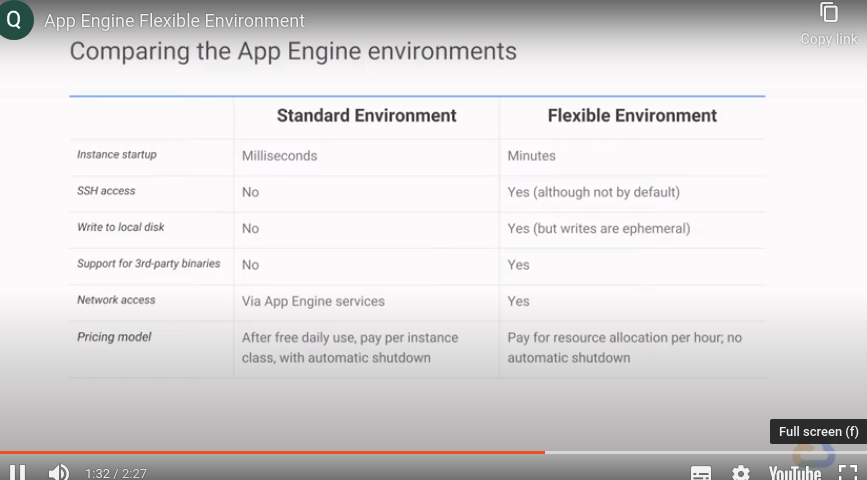 Q
App Engine Flexible Environment
Copy link
Comparing the App Engine environments
Standard Environment Flexible Environment
Instance startup Milliseconds Minutes
SSH access No Yes (although not by default)
Write to local disk No Yes (but writes are ephemeral)
Support for 3rd-party binaries No Yes
Network access Via App Engine services Yes
Pricing model After free daily use, pay per instance Pay for resource allocation per hour; no
class, with automatic shutdown automatic shutdown
Full screen (f)
1:32 / 2:27
YouTube